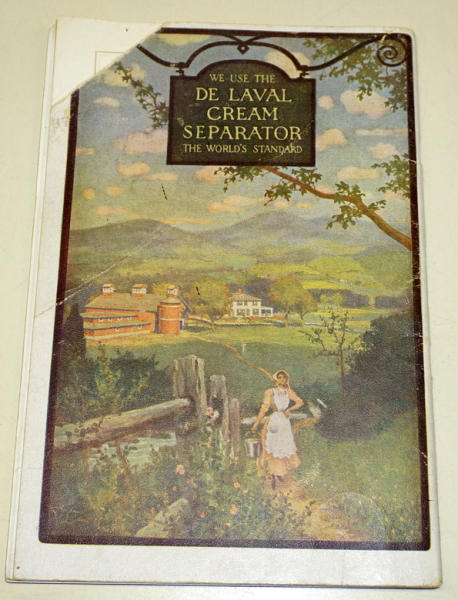 WE USE THE
DE LAVAL
CREAM
SEPARATOR
THE WORLD'S STANDARD